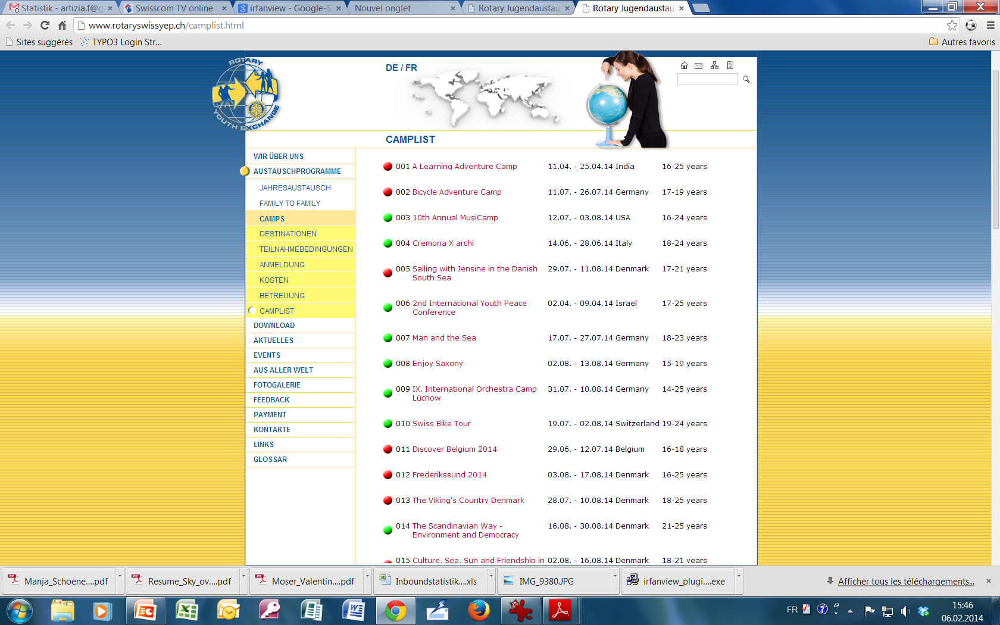 Statistik - artizia.f@g
Swisscom TV online
irfanview - Google-S
Nouvel onglet
Rotary Jugendaustau
Rotary Jugendaustau
www.rotaryswissyep.ch/camplist.html
Sites suggérés
TYPO3 Login Str...
Autres favoris
ROTARY
YOUTH EXCHANGE
DE / FR
CAMPLIST
WIR ÜBER UNS
AUSTAUSCHPROGRAMME
JAHRESAUSTAUSCH
FAMILY TO FAMILY
CAMPS
DESTINATIONEN
TEILNAHMEBEDINGUNGEN
ANMELDUNG
KOSTEN
BETREUUNG
CAMPLIST
DOWNLOAD
AKTUELLES
EVENTS
AUS ALLER WELT
FOTOGALERIE
FEEDBACK
PAYMENT
KONTAKTE
LINKS
GLOSSAR
001 A Learning Adventure Camp 11.04. - 25.04.14 India 16-25 years
002 Bicycle Adventure Camp 11.07. - 26.07.14 Germany 17-19 years
003 10th Annual MusiCamp 12.07. - 03.08.14 USA 16-24 years
004 Cremona X archi 14.06. - 28.06.14 Italy 18-24 years
005 Sailing with Jensine in the Danish 29.07. - 11.08.14 Denmark 17-21 years
South Sea
006 2nd International Youth Peace 02.04. - 09.04.14 Israel 17-25 years
Conference
007 Man and the Sea 17.07. - 27.07.14 Germany 18-23 years
008 Enjoy Saxony 02.08. - 13.08.14 Germany 15-19 years
009 IX. International Orchestra Camp 31.07. - 10.08.14 Germany 14-25 years
Lüchow
010 Swiss Bike Tour 19.07. - 02.08.14 Switzerland 19-24 years
011 Discover Belgium 2014 29.06. - 12.07.14 Belgium 16-18 years
012 Frederikssund 2014 03.08. - 17.08.14 Denmark 16-25 years
013 The Viking's Country Denmark 28.07. - 10.08.14 Denmark 18-25 years
014 The Scandinavian Way - 16.08. - 30.08.14 Denmark 21-25 years
Environment and Democracy
015 Culture, Sea, Sun and Friendship in 02.08. - 16.08.14 Denmark 18-21 years
Manja_Schoene....pdf
Resume_Sky_ov....pdf
Moser_Valentin....pdf
Inboundstatistik....xls
IMG_9380.JPG
irfanview_plugi....exe
Afficher tous les téléchargements...
FR
15:46
06.02.2014